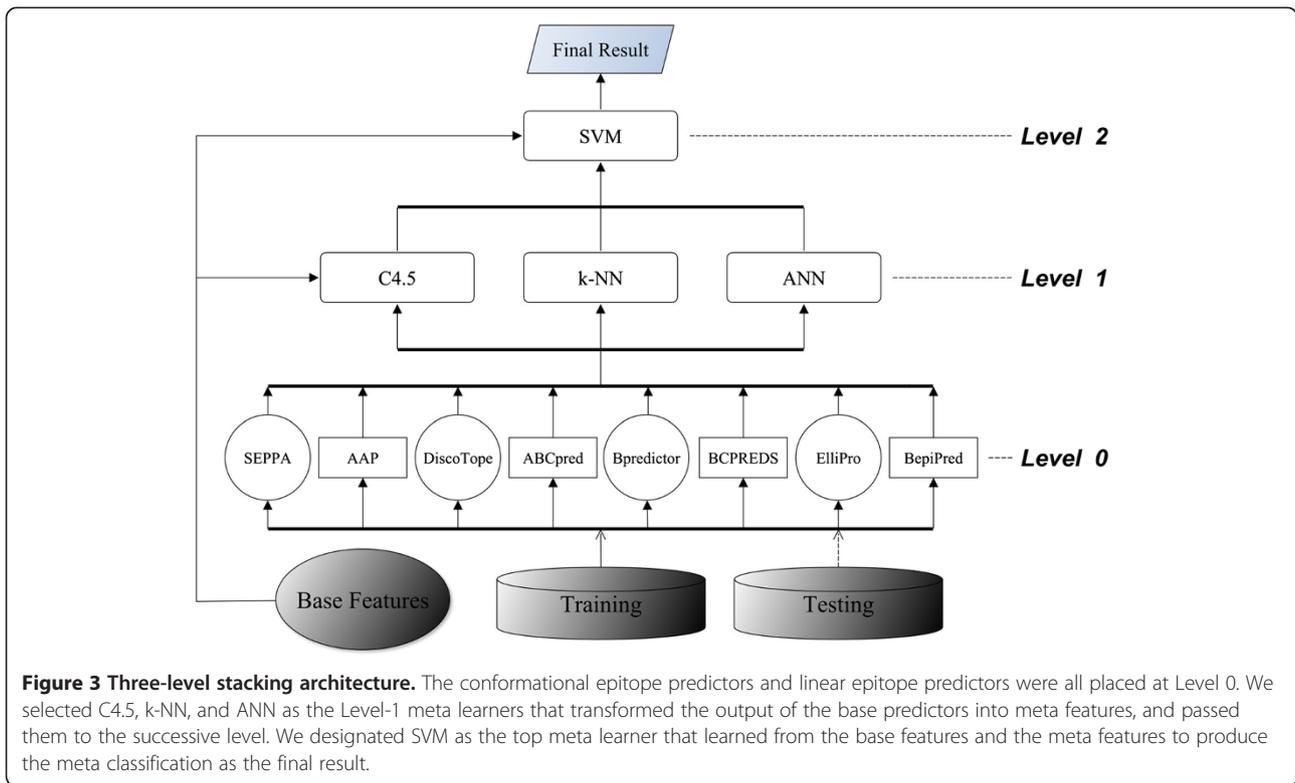 Final Result
SVM
Level 2
C4.5
k-NN
ANN
Level 1
SEPPA
AAP
DiscoTope
ABCpred
Bpredictor
BCPREDS
ElliPro
BepiPred
Level 0
Base Features
Training
Testing
Figure 3 Three-level stacking architecture. The conformational epitope predictors and linear epitope predictors were all placed at Level 0. We
selected C4.5, k-NN, and ANN as the Level-1 meta learners that transformed the output of the base predictors into meta features, and passed
them to the successive level. We designated SVM as the top meta learner that learned from the base features and the meta features to produce
the meta classification as the final result.